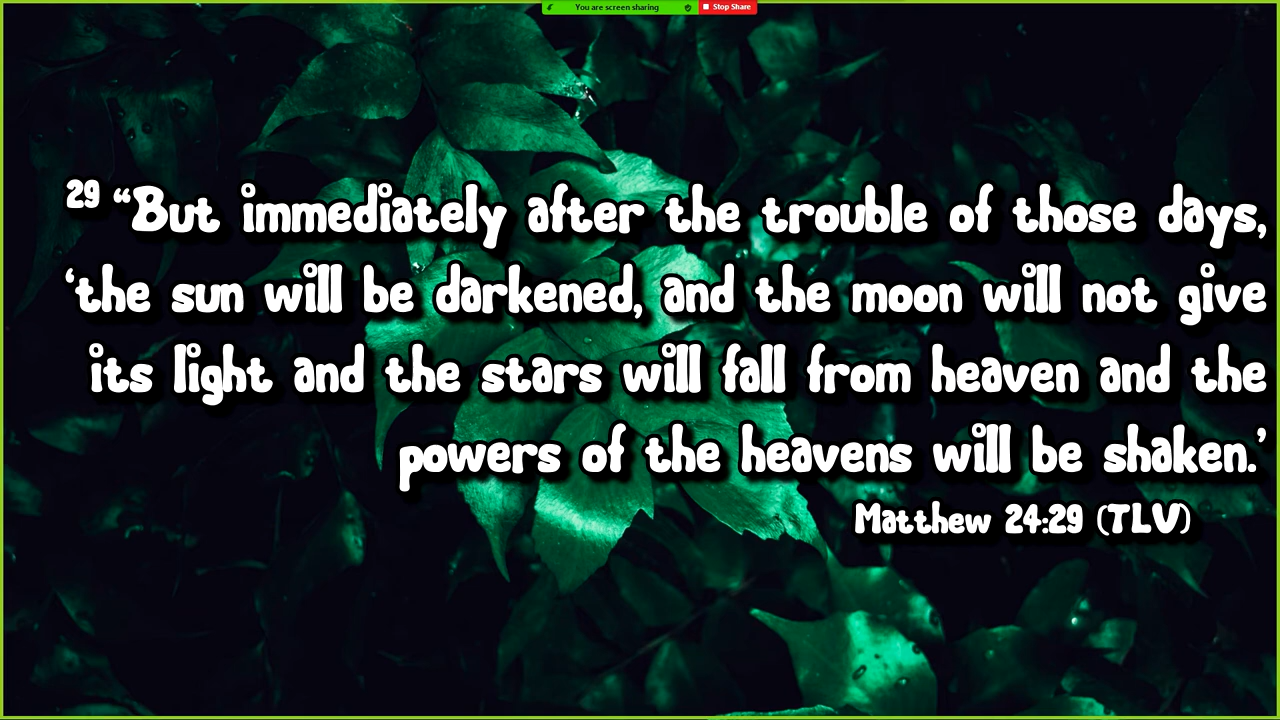 You are screen sharing Stop Share
29 “But immediately after the trouble of those days,
‘the sun will be darkened, and the moon will not give
its light and the stars will fall from heaven and the
powers of the heavens will be shaken.’
Matthew 24:29 (TLV)